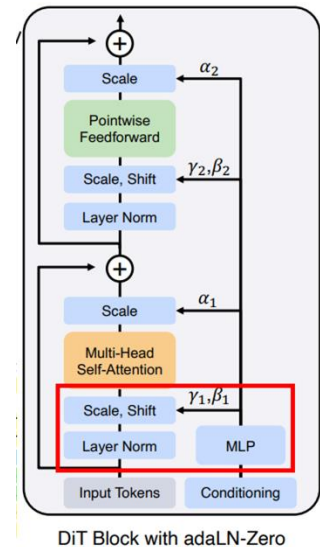 Scale
α₂
Pointwise
Feedforward
Scale, Shift
γ₂,β₂
Layer Norm
Scale
α₁
Multi-Head
Self-Attention
Scale, Shift
γ₁,β₁
Layer Norm
MLP
Input Tokens
Conditioning
DiT Block with adaLN-Zero